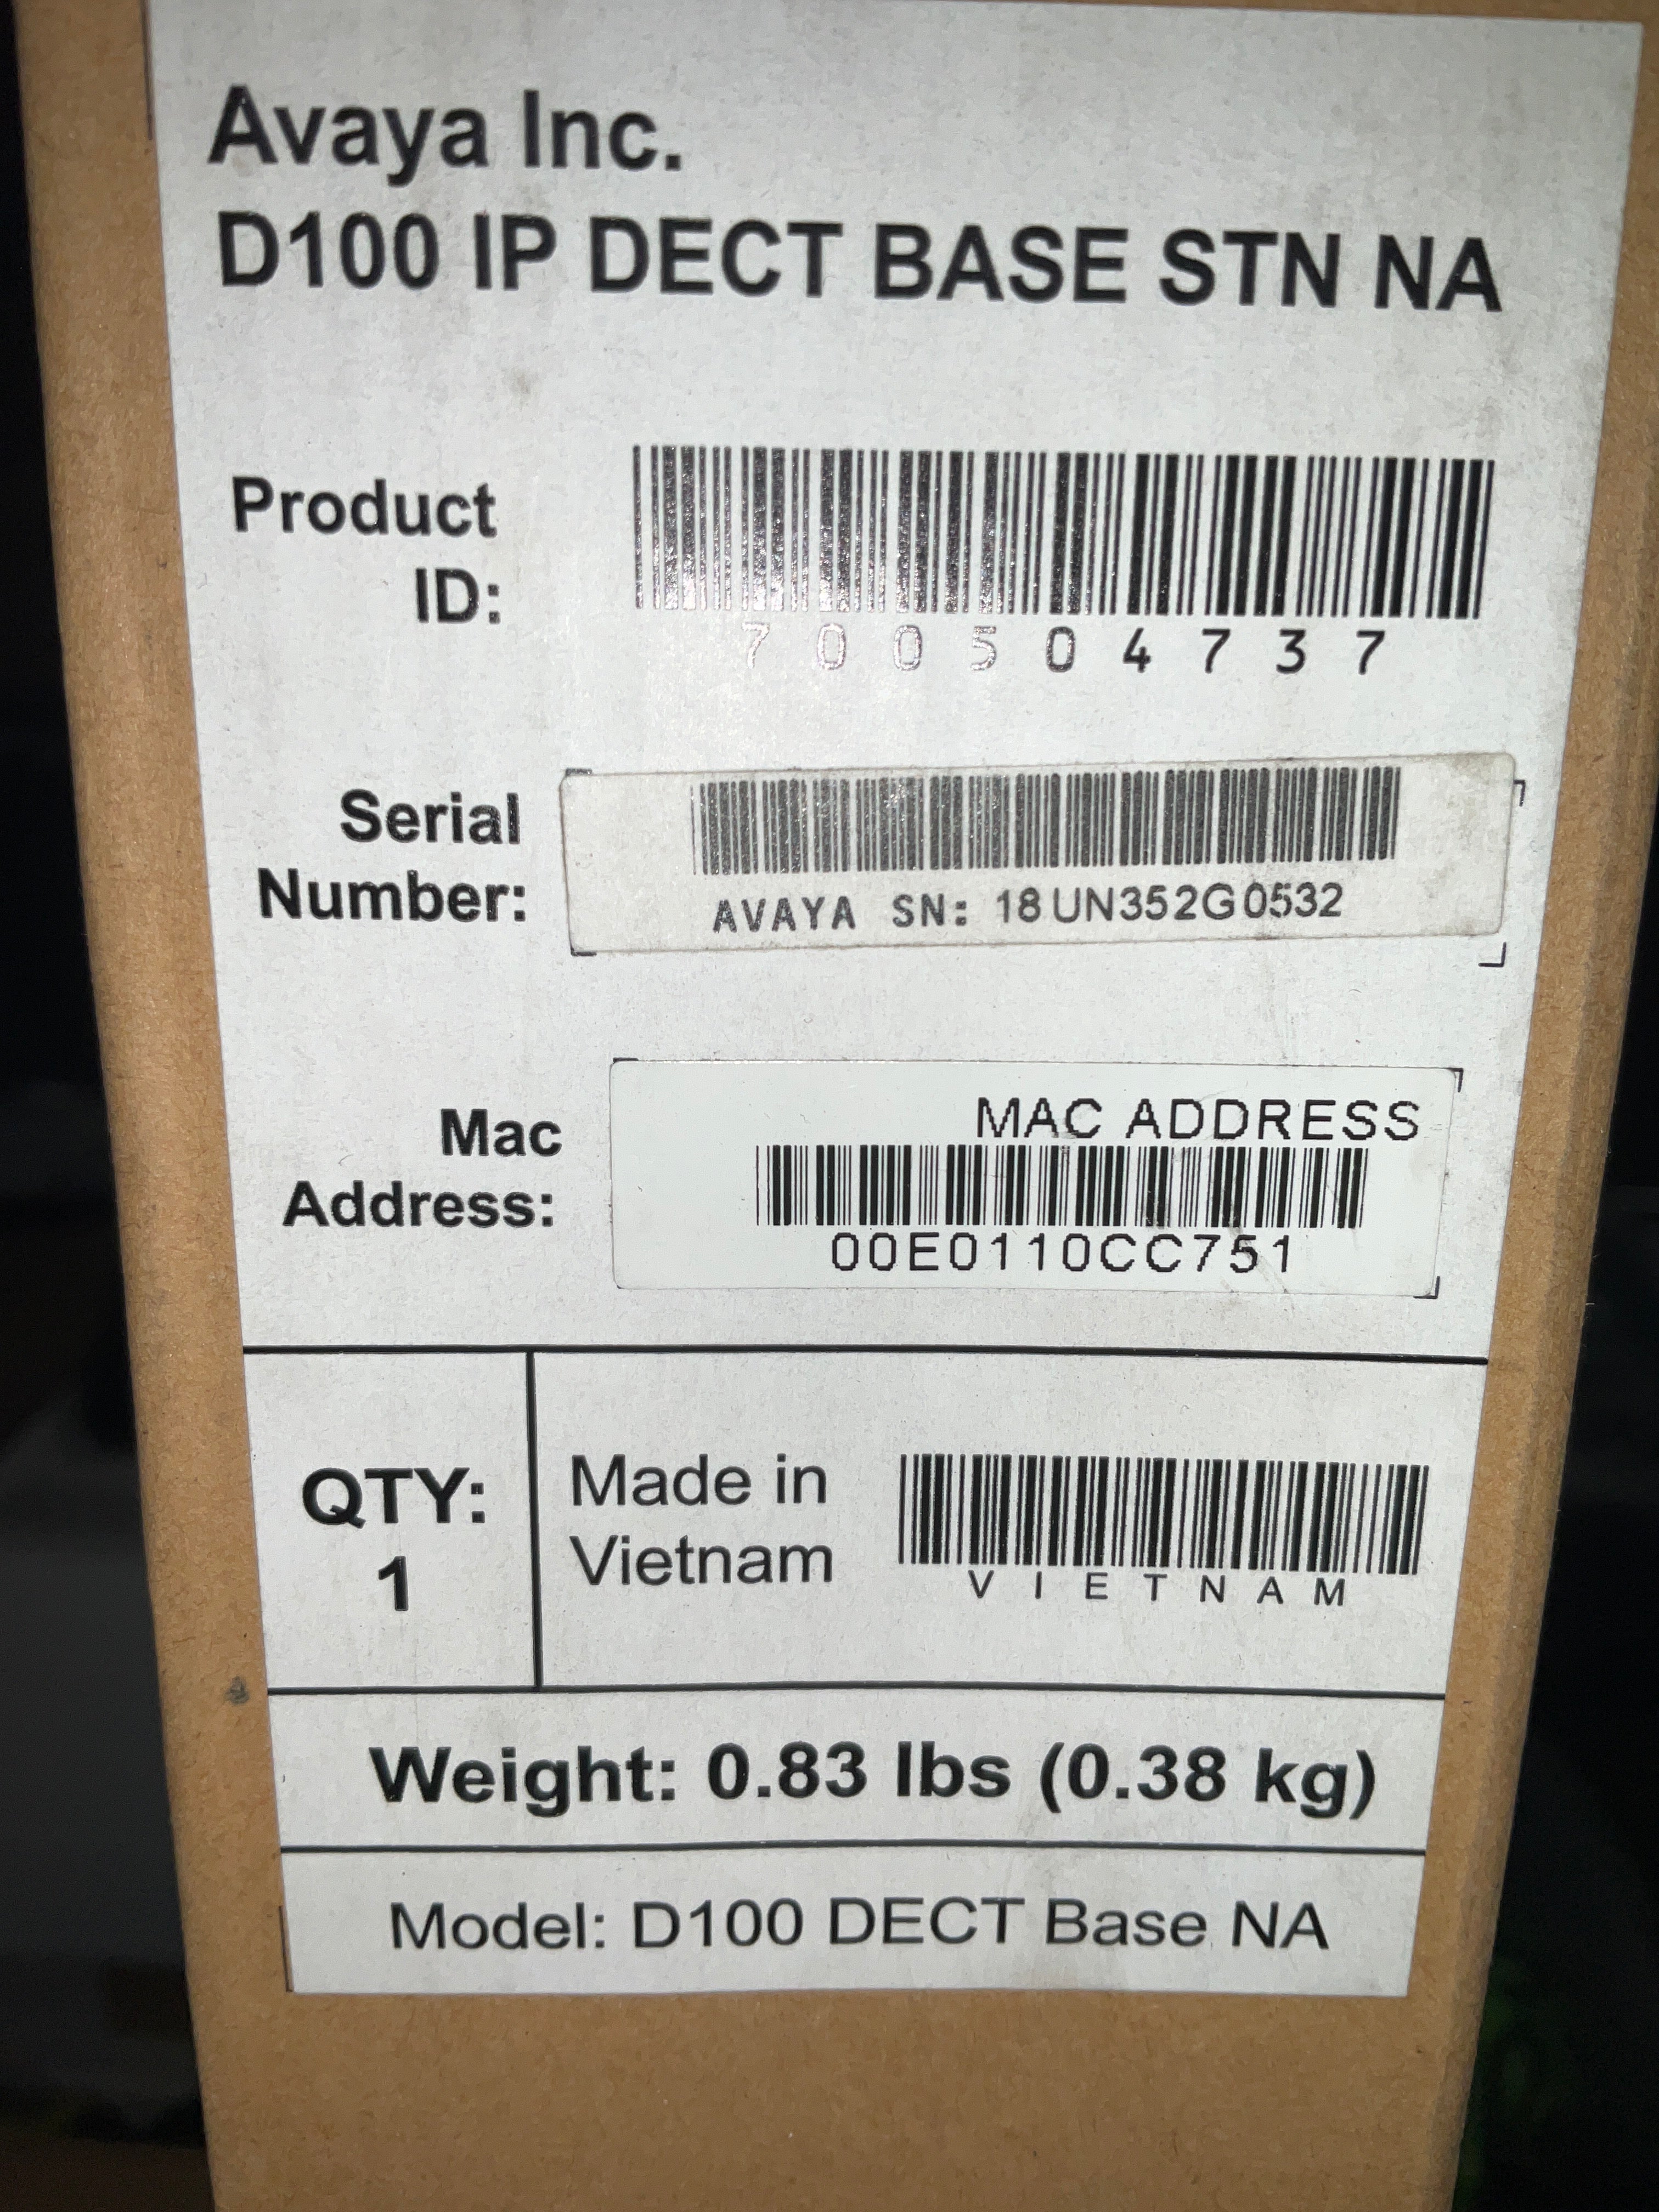 Avaya Inc.
D100 IP DECT BASE STN NA
Product
ID:
700504737
Serial
Number:
AVAYA SN: 18UN352G0532
Mac
Address:
MAC ADDRESS
00E0110CC751
QTY:
1
Made in
Vietnam
VIETNAM
Weight: 0.83 lbs (0.38 kg)
Model: D100 DECT Base NA